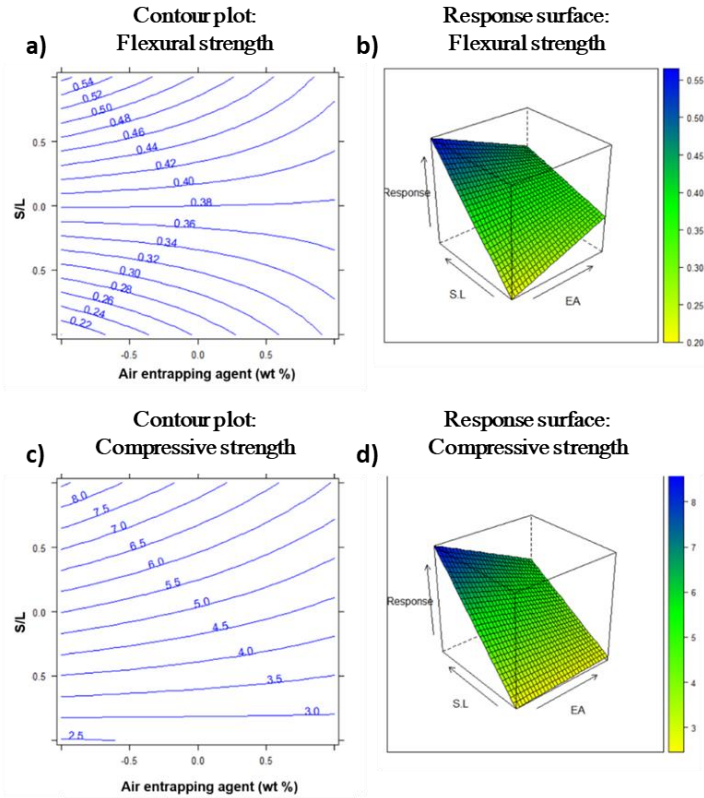 Contour plot:
Flexural strength
Response surface:
Flexural strength
a)
b)
0.54
0.52
0.50
0.48
0.46
0.44
0.42
0.40
0.38
0.36
0.34
0.32
0.30
0.28
0.26
0.24
0.22
0.5
0.0
0.5
S/L
-0.5
0.0
0.5
Air entrapping agent (wt %)
Response
S.L
EA
0.55
0.50
0.45
0.40
0.35
0.30
0.25
0.20
Contour plot:
Compressive strength
Response surface:
Compressive strength
c)
d)
8.0
7.5
7.0
6.5
6.0
5.5
5.0
4.5
4.0
3.5
3.0
2.5
0.5
0.0
0.5
S/L
-0.5
0.0
0.5
Air entrapping agent (wt %)
Response
S.L
EA
8
7
6
5
4
3